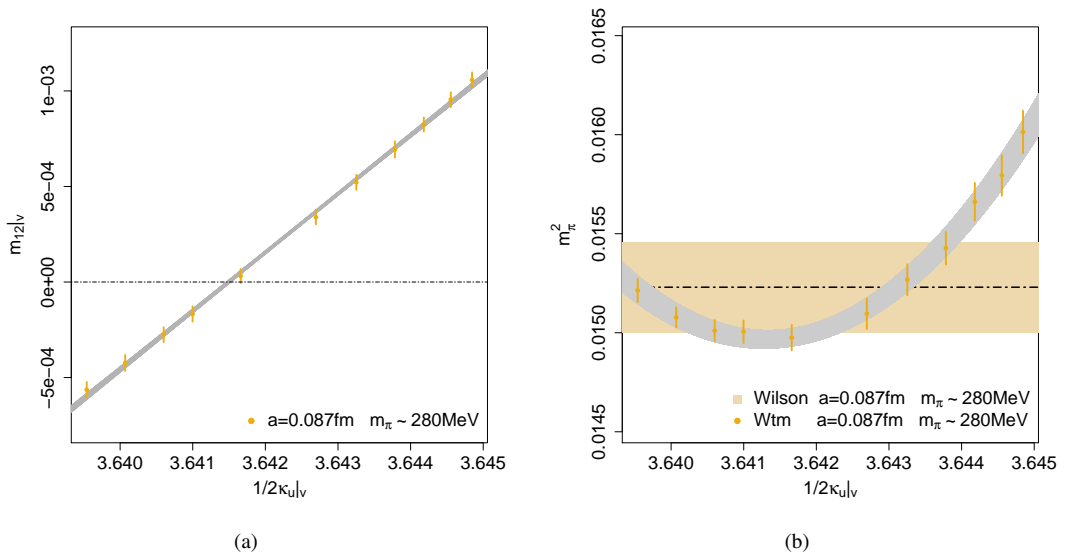 m₁₂|ᵥ
1e−03
5e−04
0e+00
−5e−04
a=0.087fm mπ ~ 280MeV
3.640 3.641 3.642 3.643 3.644 3.645
1/2κᵤ|ᵥ
(a)
m²π
0.0165
0.0160
0.0155
0.0150
0.0145
Wilson a=0.087fm mπ ~ 280MeV
Wtm a=0.087fm mπ ~ 280MeV
3.640 3.641 3.642 3.643 3.644 3.645
1/2κᵤ|ᵥ
(b)